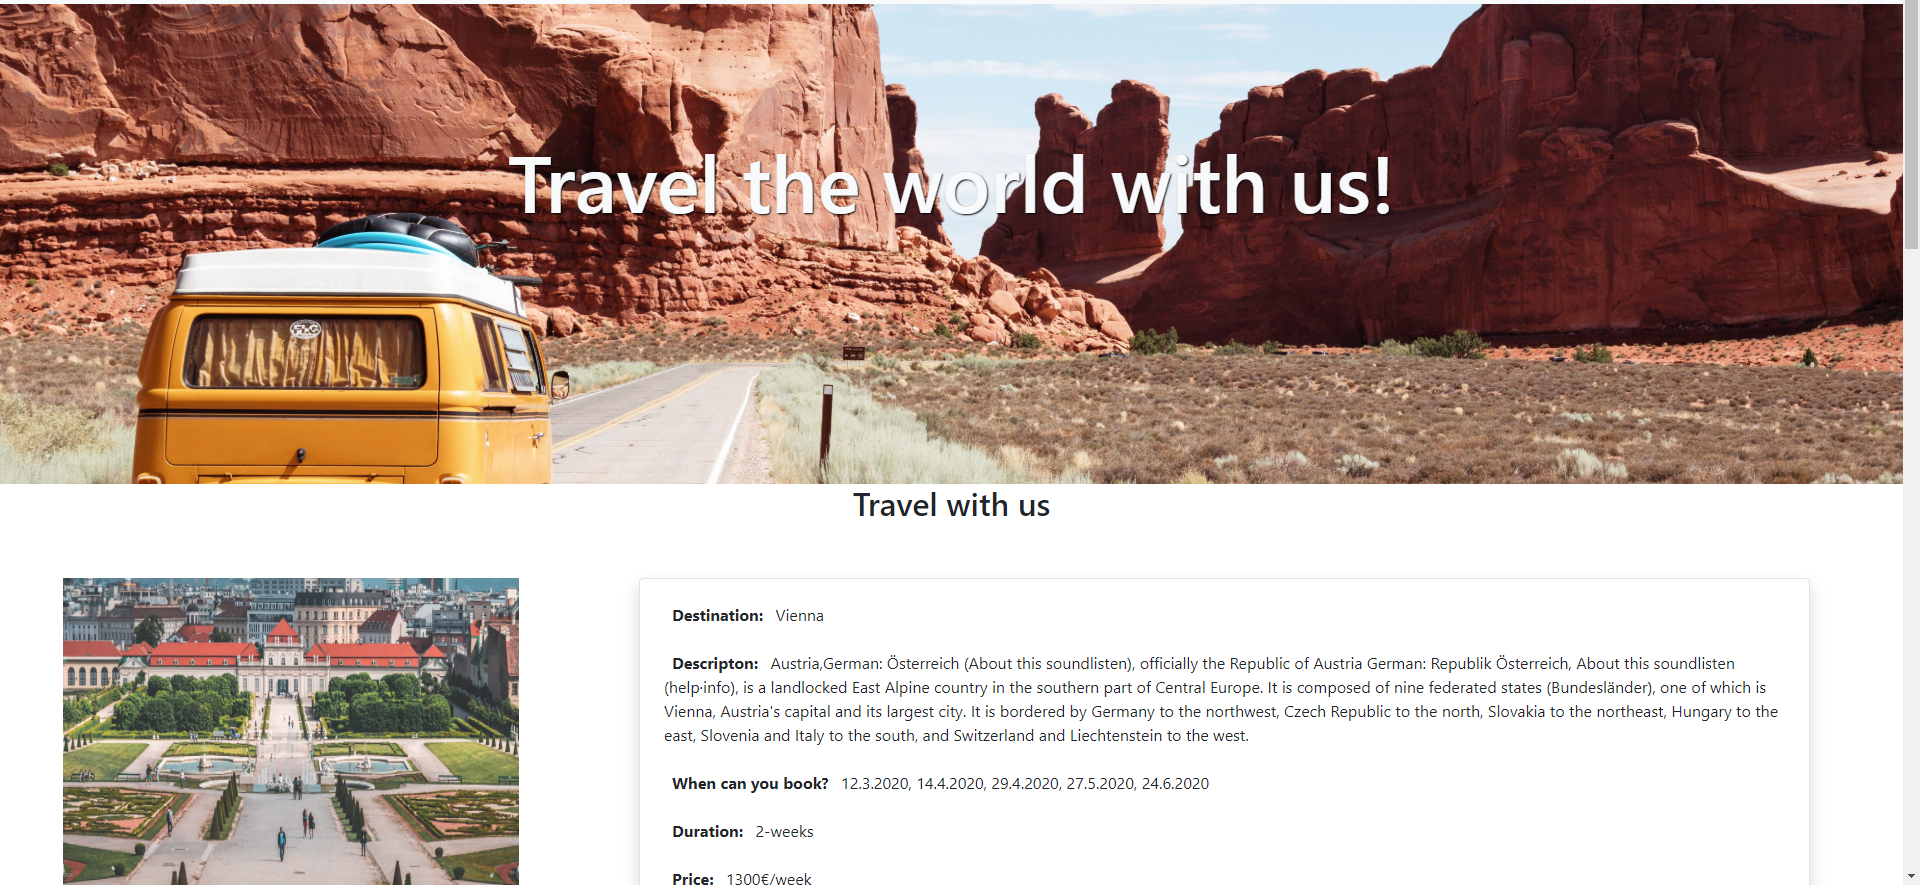 Travel the world with us!
Travel with us
Destination: Vienna
Descripton: Austria,German: Österreich (About this soundlisten), officially the Republic of Austria German: Republik Österreich, About this soundlisten
(help·info), is a landlocked East Alpine country in the southern part of Central Europe. It is composed of nine federated states (Bundesländer), one of which is
Vienna, Austria's capital and its largest city. It is bordered by Germany to the northwest, Czech Republic to the north, Slovakia to the northeast, Hungary to the
east, Slovenia and Italy to the south, and Switzerland and Liechtenstein to the west.
When can you book? 12.3.2020, 14.4.2020, 29.4.2020, 27.5.2020, 24.6.2020
Duration: 2-weeks
Price: 1300€/week